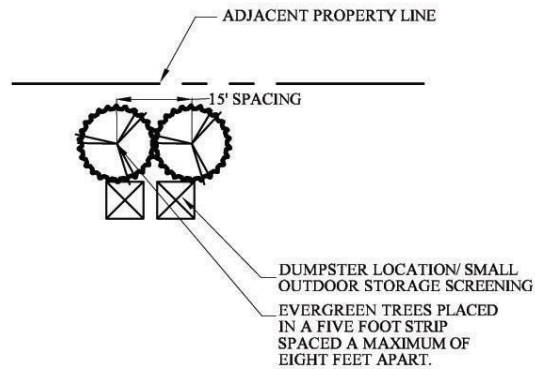 ADJACENT PROPERTY LINE
15' SPACING
DUMPSTER LOCATION/ SMALL
OUTDOOR STORAGE SCREENING
EVERGREEN TREES PLACED
IN A FIVE FOOT STRIP
SPACED A MAXIMUM OF
EIGHT FEET APART.